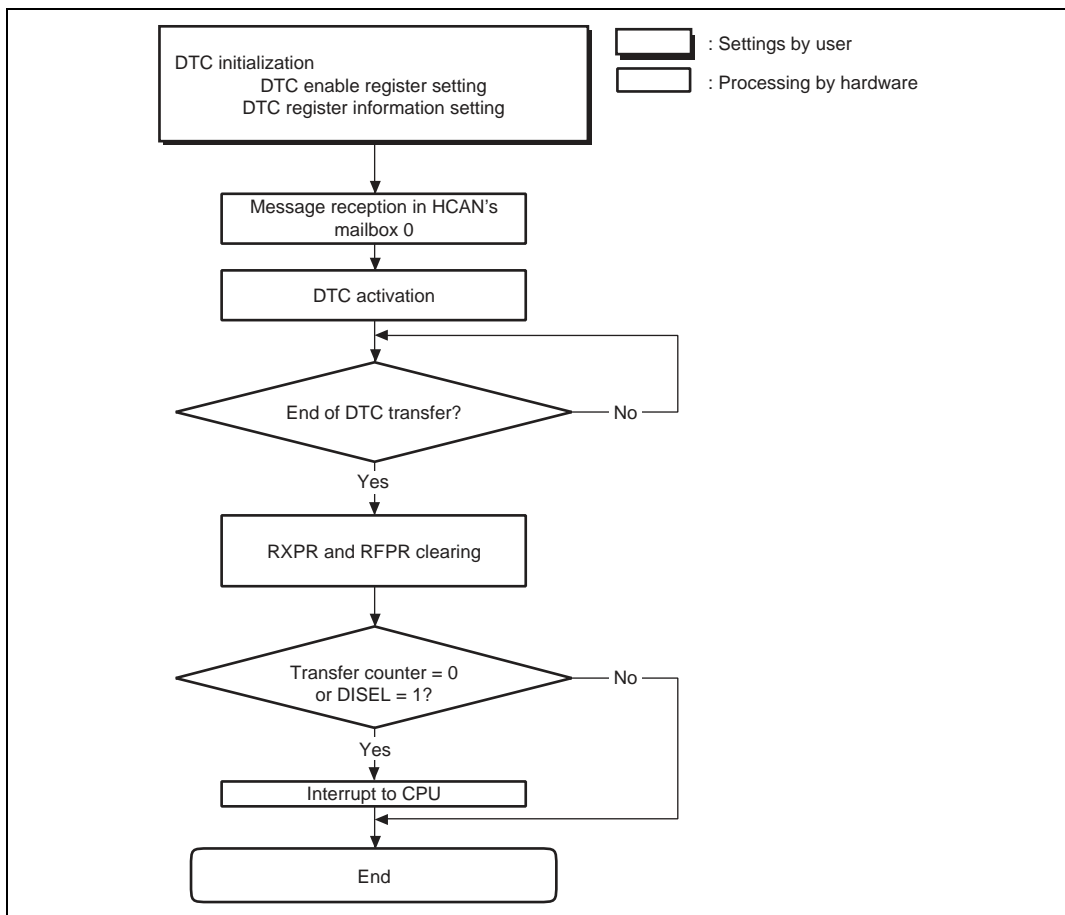 DTC initialization
DTC enable register setting
DTC register information setting
: Settings by user
: Processing by hardware
Message reception in HCAN's
mailbox 0
DTC activation
End of DTC transfer?
No
Yes
RXPR and RFPR clearing
Transfer counter = 0
or DISEL = 1?
No
Yes
Interrupt to CPU
End